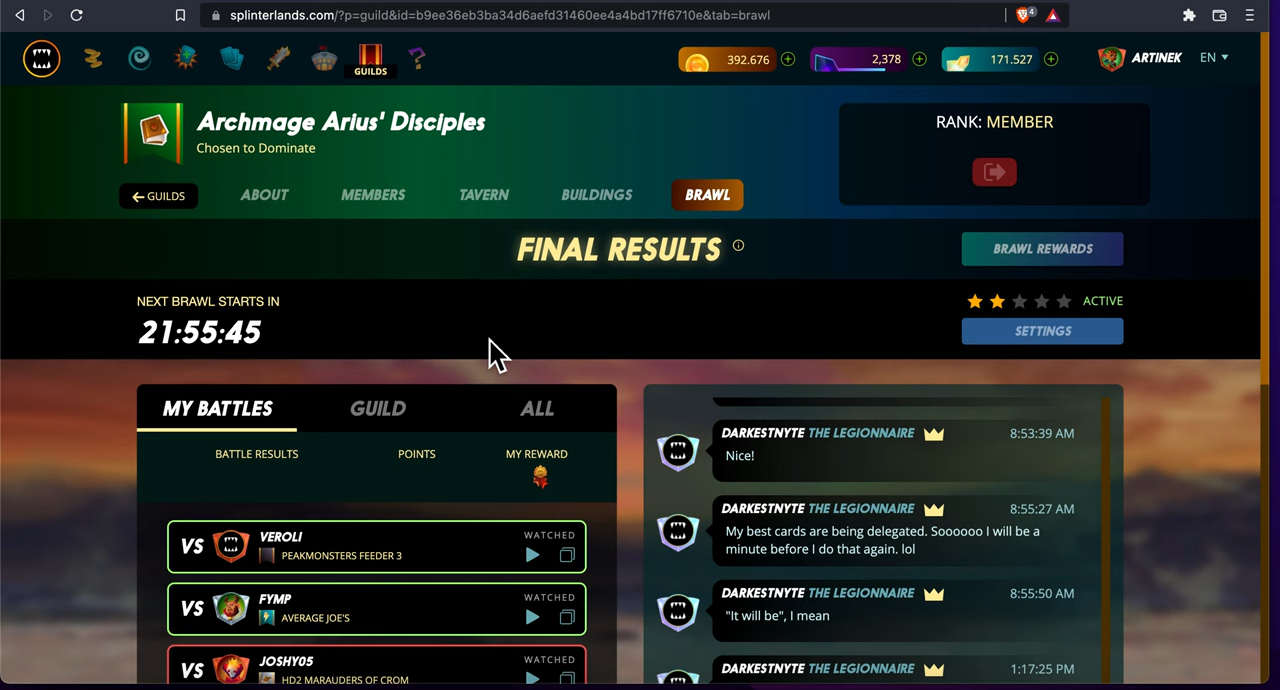 splinterlands.com/?p=guild&id=b9ee36eb3ba34d6aefd31460ee4a4bd17ff6710e&tab=brawl
4
GUILDS
392.676
2,378
171.527
ARTINEK
EN
Archmage Arius' Disciples
Chosen to Dominate
RANK: MEMBER
GUILDS
ABOUT
MEMBERS
TAVERN
BUILDINGS
BRAWL
FINAL RESULTS
BRAWL REWARDS
NEXT BRAWL STARTS IN
21:55:45
ACTIVE
SETTINGS
MY BATTLES
GUILD
ALL
BATTLE RESULTS
POINTS
MY REWARD
VS
VEROLI
PEAKMONSTERS FEEDER 3
WATCHED
VS
FYMP
AVERAGE JOE'S
WATCHED
VS
JOSHY05
HD2 MARAUDERS OF CROM
WATCHED
DARKESTNYTE THE LEGIONNAIRE
8:53:39 AM
Nice!
DARKESTNYTE THE LEGIONNAIRE
8:55:27 AM
My best cards are being delegated. Soooooo I will be a
minute before I do that again. lol
DARKESTNYTE THE LEGIONNAIRE
8:55:50 AM
"It will be", I mean
DARKESTNYTE THE LEGIONNAIRE
1:17:25 PM